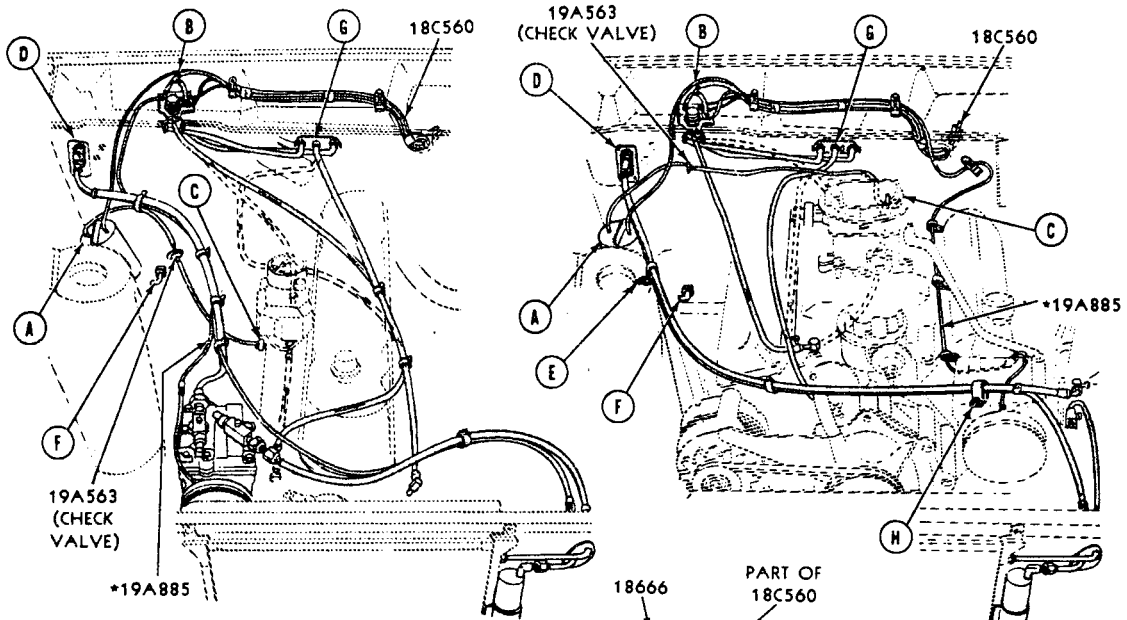 B
G
18C560
D
C
A
F
19A563
(CHECK
VALVE)
*19A885
19A563
(CHECK VALVE)
B
G
18C560
D
C
A
*19A885
E
F
H
18666
PART OF
18C560